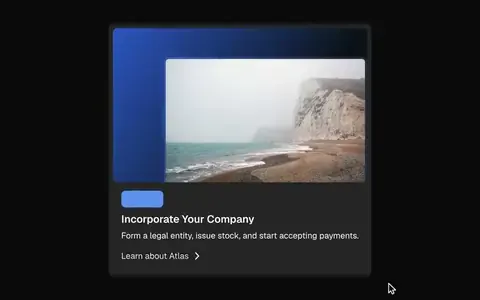 Incorporate Your Company
Form a legal entity, issue stock, and start accepting payments.
Learn about Atlas